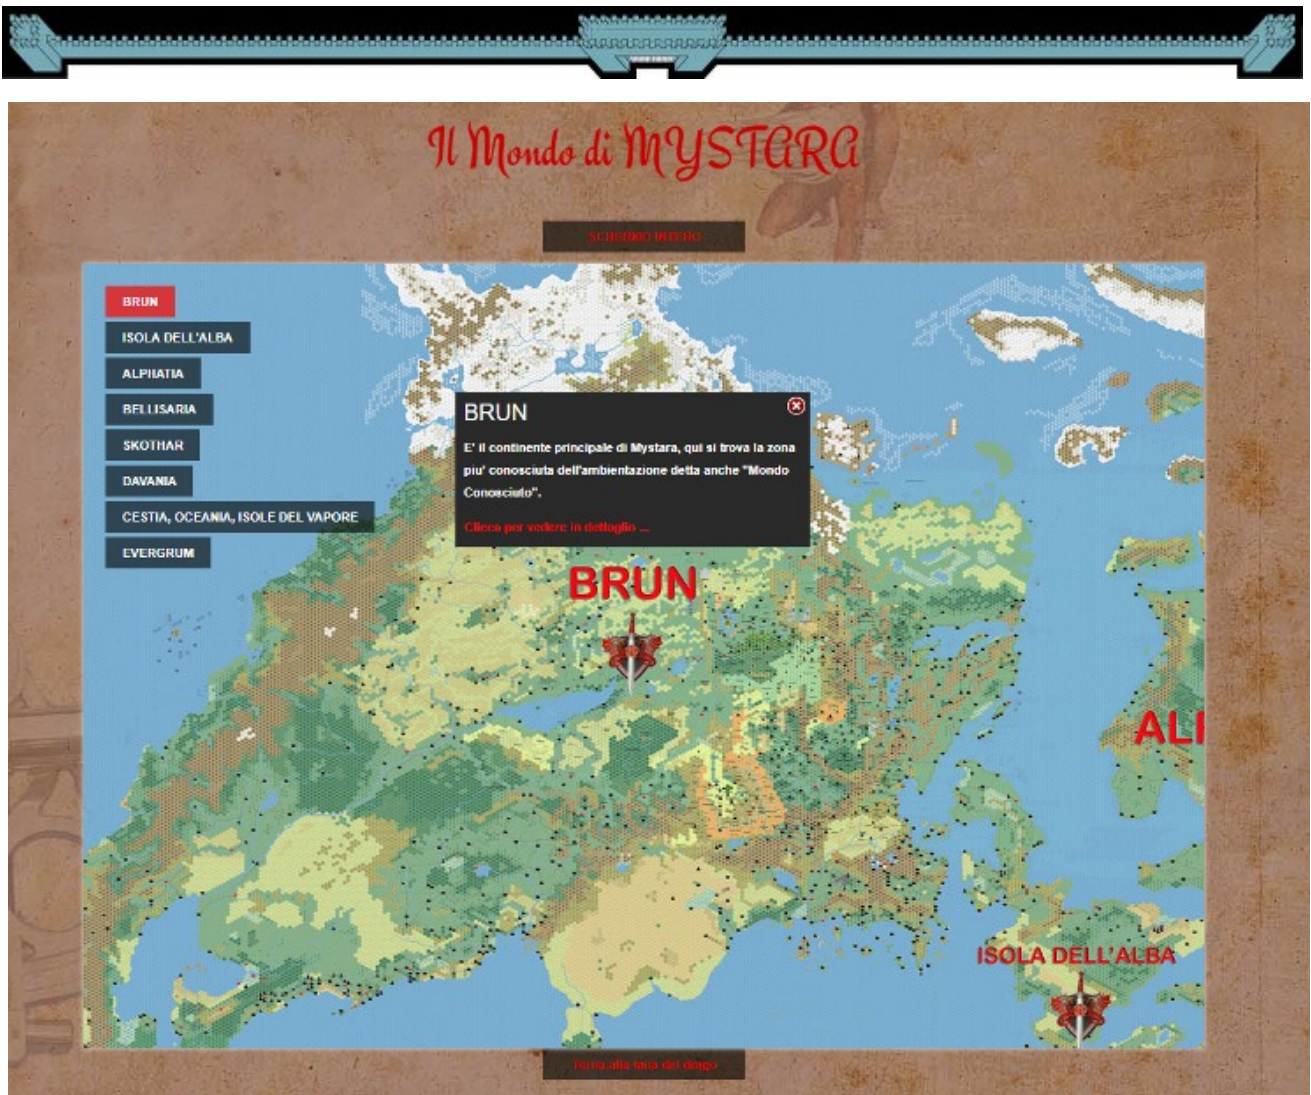 Il Mondo di MYSTARA
SCHERMO INTERO
BRUN
ISOLA DELL'ALBA
ALPHATIA
BELLISARIA
SKOTHAR
DAVANIA
CESTIA, OCEANIA, ISOLE DEL VAPORE
EVERGRUM
BRUN
E' il continente principale di Mystara, qui si trova la zona
piu' conosciuta dell'ambientazione detta anche "Mondo
Conosciuto".
Clicca per vedere in dettaglio ...
BRUN
ALP
ISOLA DELL'ALBA
Torna alla tana del drago